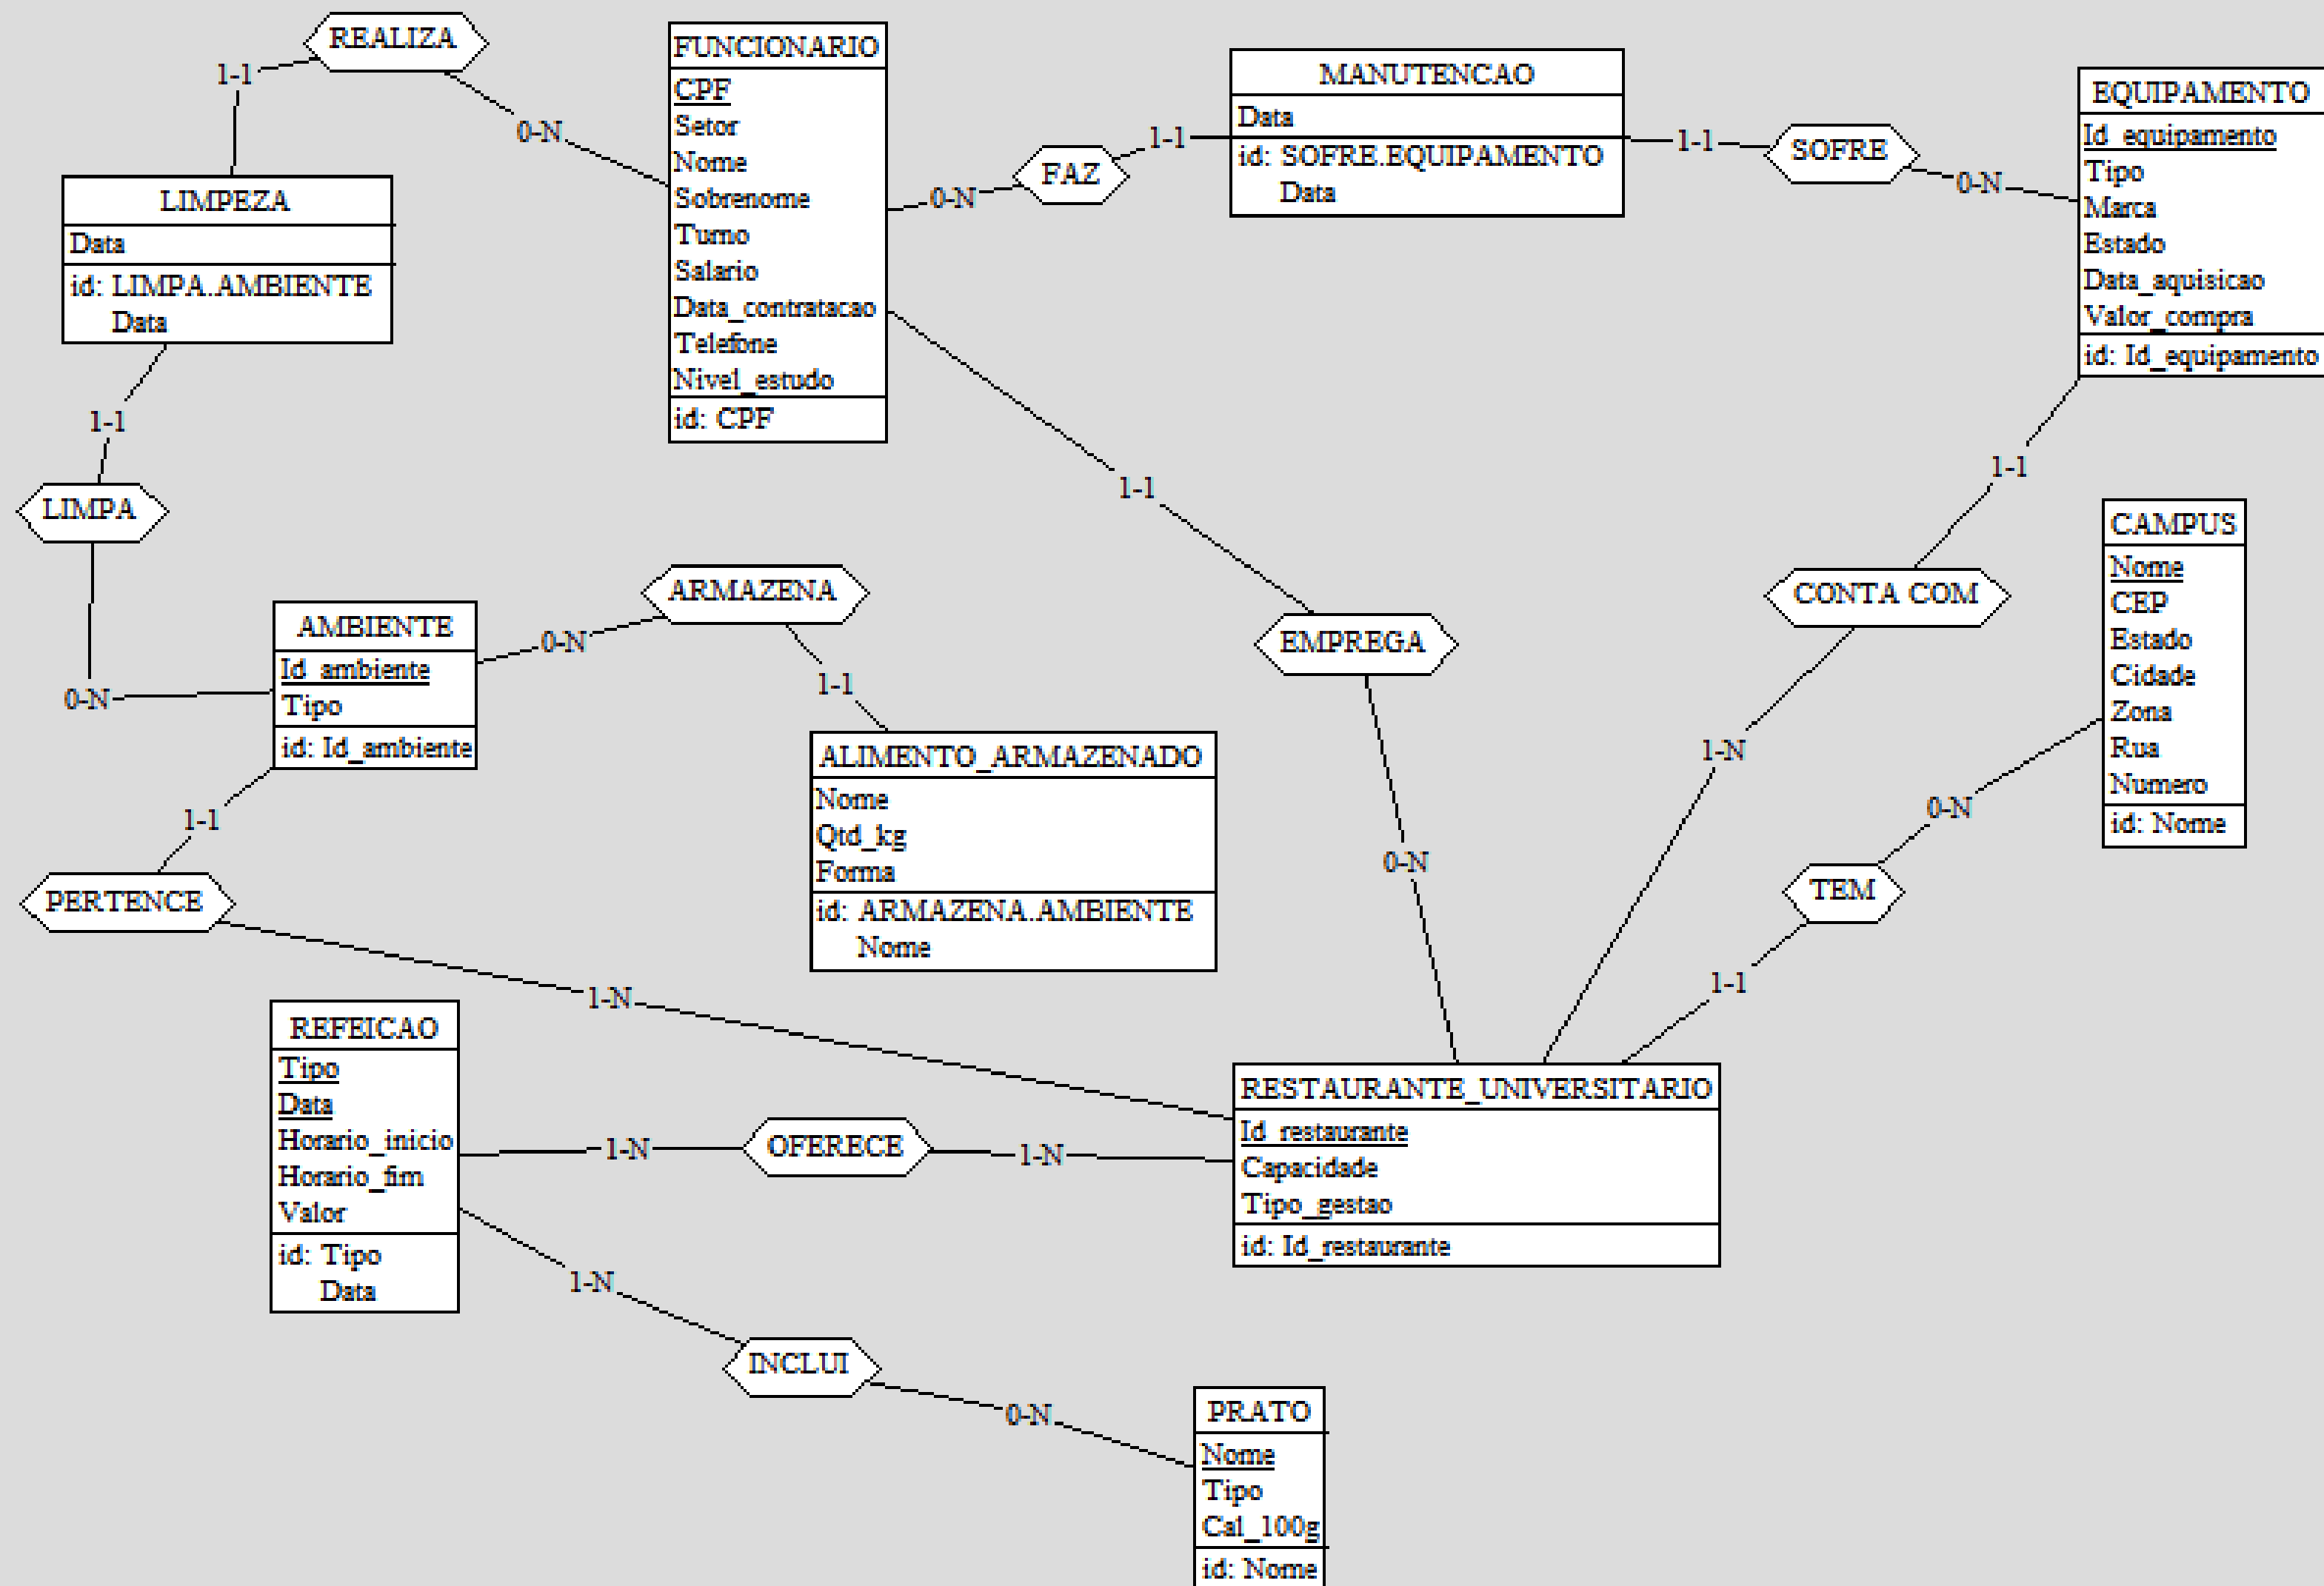 REALIZA
1-1
0-N
FUNCIONARIO
CPF
Setor
Nome
Sobrenome
Turno
Salario
Data_contratacao
Telefone
Nivel_estudo
id: CPF
MANUTENCAO
Data
id: SOFRE.EQUIPAMENTO
Data
FAZ
1-1
0-N
1-1
SOFRE
0-N
EQUIPAMENTO
Id_equipamento
Tipo
Marca
Estado
Data_aquisicao
Valor_compra
id: Id_equipamento
LIMPEZA
Data
id: LIMPA.AMBIENTE
Data
1-1
LIMPA
0-N
AMBIENTE
Id_ambiente
Tipo
id: Id_ambiente
ARMAZENA
0-N
1-1
ALIMENTO_ARMAZENADO
Nome
Qtd_kg
Forma
id: ARMAZENA.AMBIENTE
Nome
1-1
EMPREGA
0-N
1-1
CONTA COM
1-N
CAMPUS
Nome
CEP
Estado
Cidade
Zona
Rua
Numero
id: Nome
0-N
TEM
1-1
1-1
PERTENCE
1-N
REFEICAO
Tipo
Data
Horario_inicio
Horario_fim
Valor
id: Tipo
Data
1-N
OFERECE
1-N
RESTAURANTE_UNIVERSITARIO
Id_restaurante
Capacidade
Tipo_gestao
id: Id_restaurante
1-N
INCLUI
0-N
PRATO
Nome
Tipo
Cal_100g
id: Nome